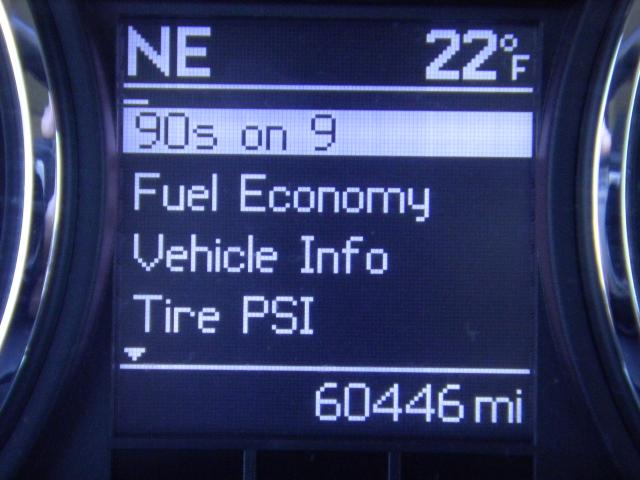 NE 22°F
90s on 9
Fuel Economy
Vehicle Info
Tire PSI
60446 mi